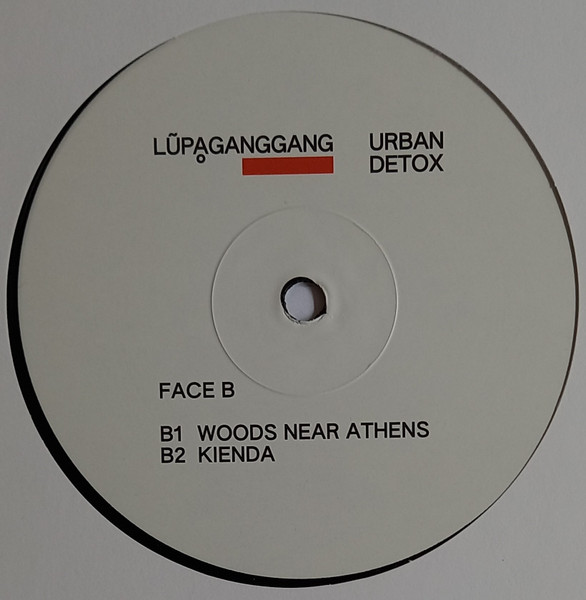 LŨPḀGANGGANG
URBAN
DETOX
FACE B
B1 WOODS NEAR ATHENS
B2 KIENDA